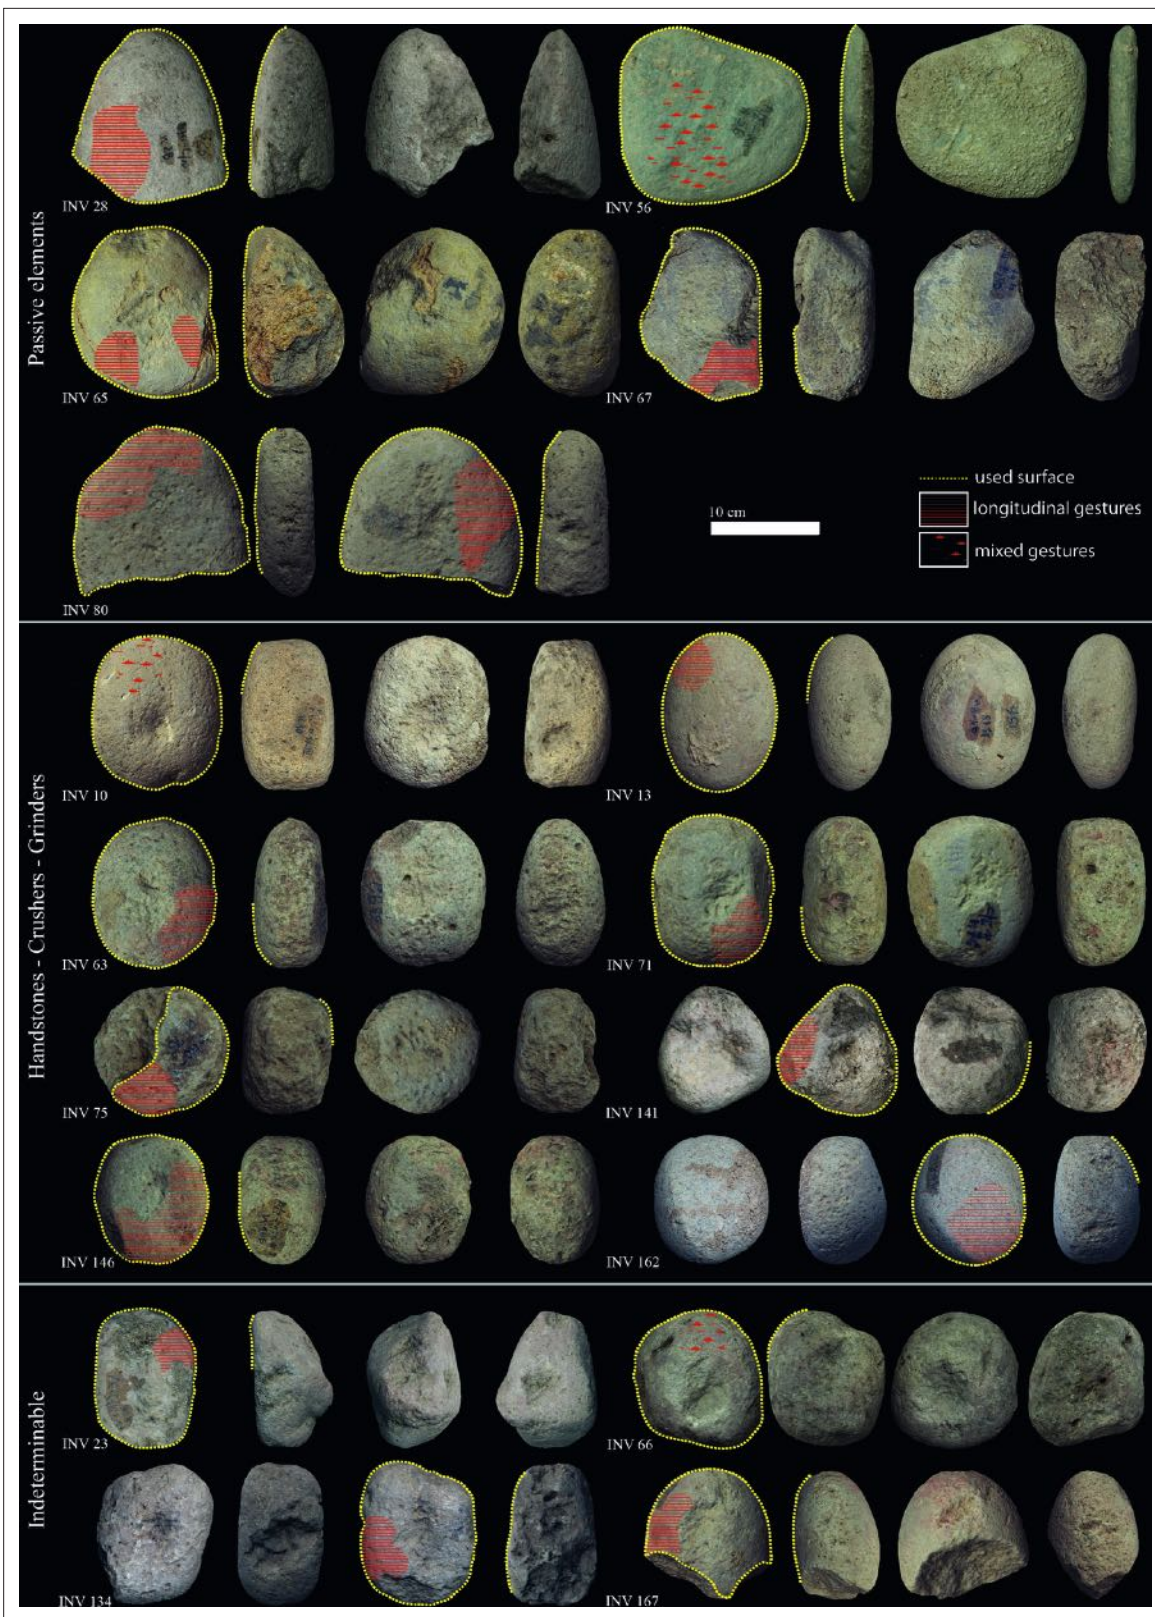 Passive elements
INV 28
INV 56
INV 65
INV 67
10 cm
used surface
longitudinal gestures
mixed gestures
INV 80
Handstones - Crushers - Grinders
INV 10
INV 13
INV 63
INV 71
INV 75
INV 141
INV 146
INV 162
Indeterminable
INV 23
INV 66
INV 134
INV 167